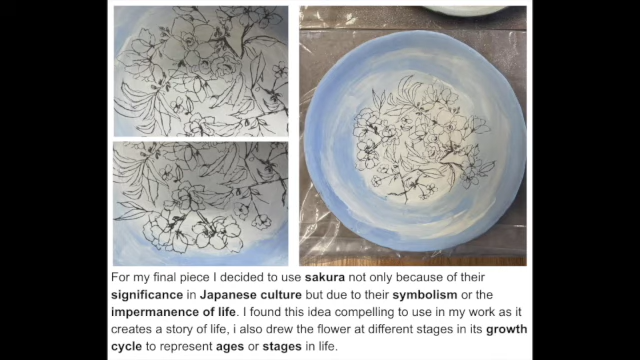 For my final piece I decided to use sakura not only because of their
significance in Japanese culture but due to their symbolism or the
impermanence of life. I found this idea compelling to use in my work as it
creates a story of life, i also drew the flower at different stages in its growth
cycle to represent ages or stages in life.